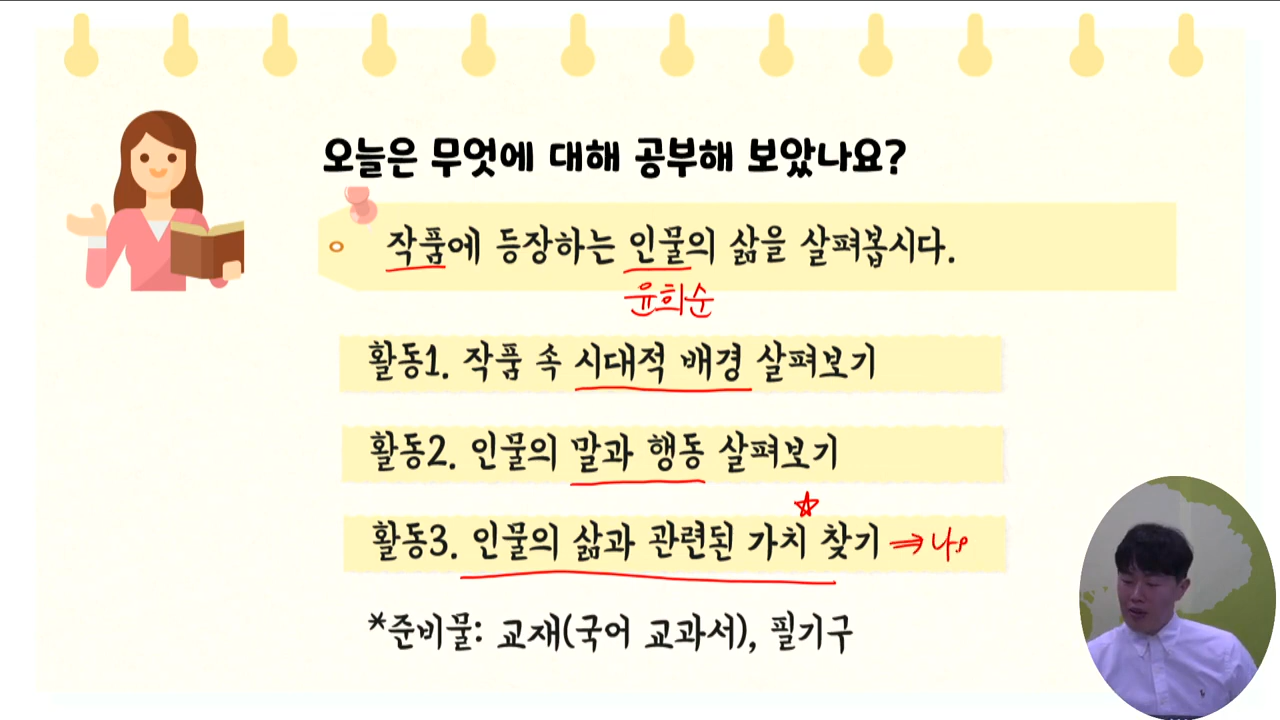 오늘은 무엇에 대해 공부해 보았나요?
작품에 등장하는 인물의 삶을 살펴봅시다.
윤희순
활동1. 작품 속 시대적 배경 살펴보기
활동2. 인물의 말과 행동 살펴보기
활동3. 인물의 삶과 관련된 가치 찾기 ⇒
*준비물: 교재(국어 교과서), 필기구